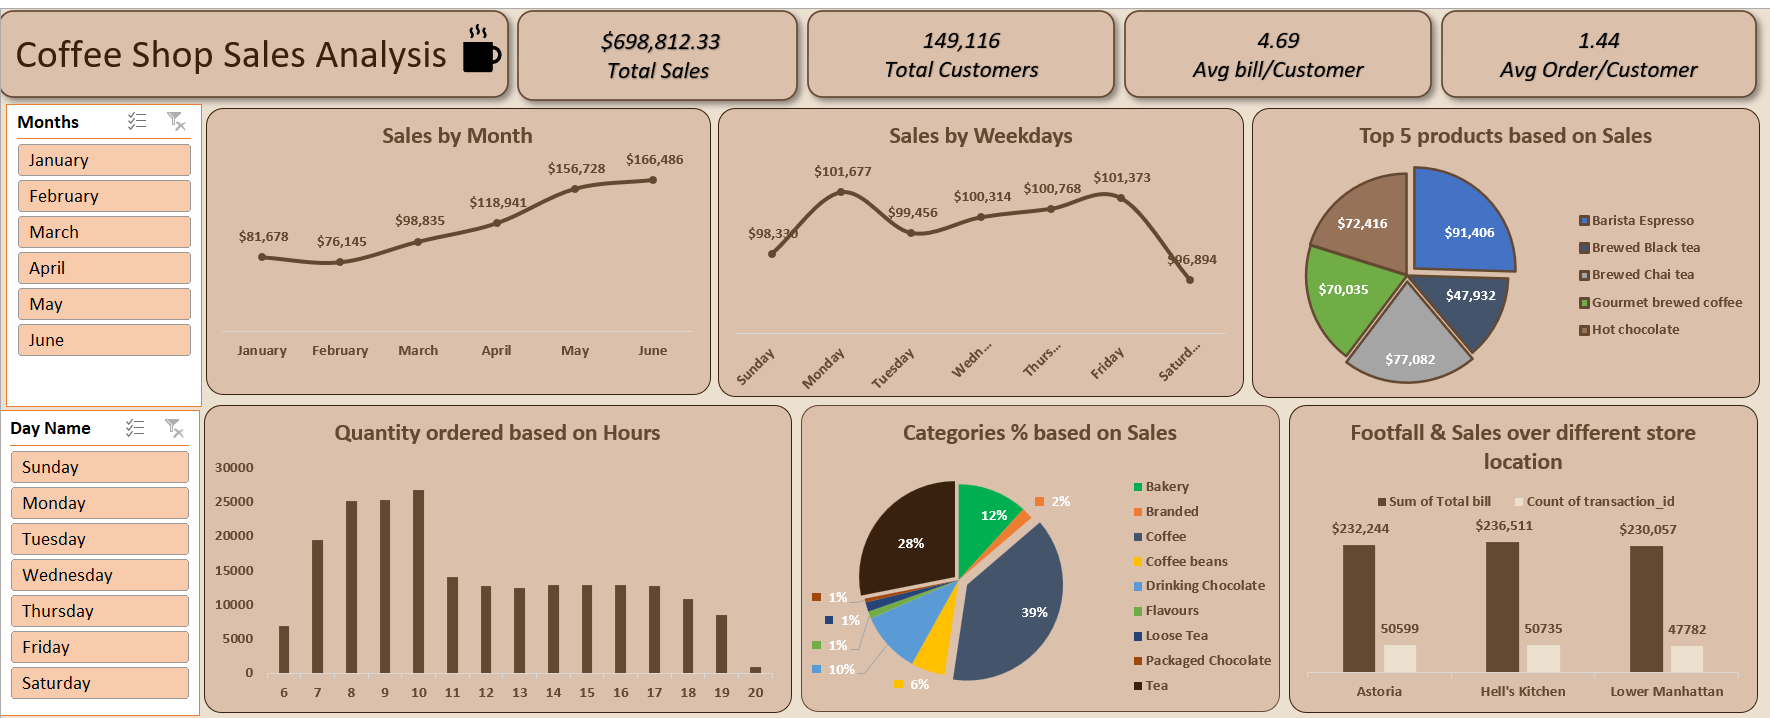 Coffee Shop Sales Analysis
$698,812.33
Total Sales
149,116
Total Customers
4.69
Avg bill/Customer
1.44
Avg Order/Customer
Months
January
February
March
April
May
June
Sales by Month
$81,678
$76,145
$98,835
$118,941
$156,728
$166,486
January February March April May June
Sales by Weekdays
$98,330
$101,677
$99,456
$100,314
$100,768
$101,373
$96,894
Sunday Monday Tuesday Wedn... Thurs... Friday Saturd...
Top 5 products based on Sales
$91,406
$47,932
$77,082
$70,035
$72,416
Barista Espresso
Brewed Black tea
Brewed Chai tea
Gourmet brewed coffee
Hot chocolate
Day Name
Sunday
Monday
Tuesday
Wednesday
Thursday
Friday
Saturday
Quantity ordered based on Hours
30000
25000
20000
15000
10000
5000
0
6 7 8 9 10 11 12 13 14 15 16 17 18 19 20
Categories % based on Sales
12%
2%
39%
6%
10%
1%
1%
1%
28%
Bakery
Branded
Coffee
Coffee beans
Drinking Chocolate
Flavours
Loose Tea
Packaged Chocolate
Tea
Footfall & Sales over different store
location
Sum of Total bill Count of transaction_id
$232,244 $236,511 $230,057
50599 50735 47782
Astoria Hell's Kitchen Lower Manhattan